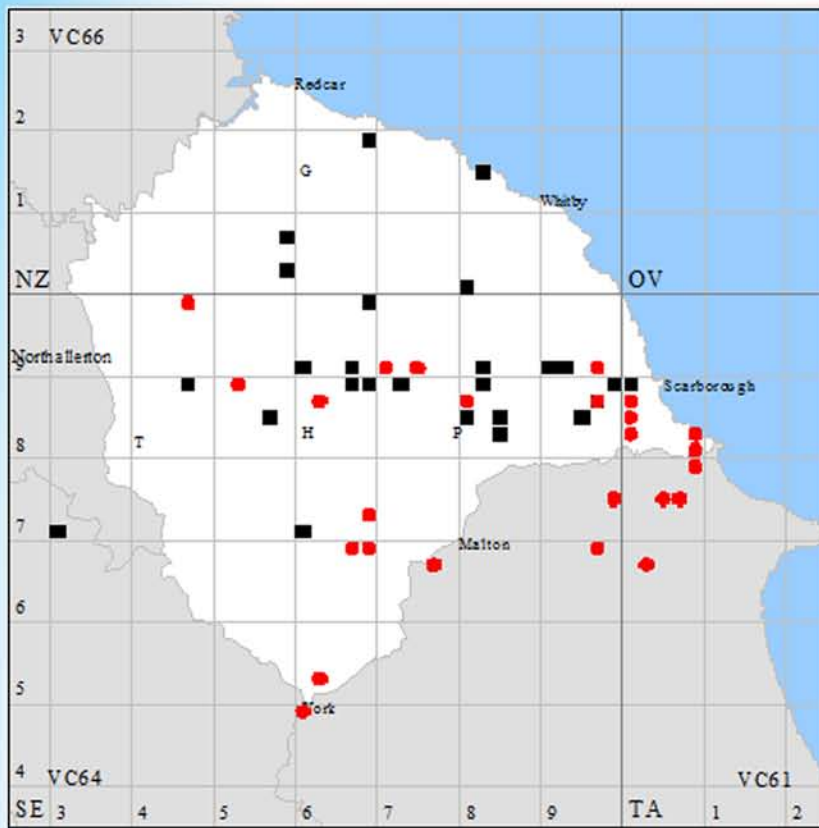 3 VC66
Redcar
2
G
1
Whitby
NZ
OV
Northallerton
9
Scarborough
T
H
P
8
7
Malton
6
5
York
4
VC64
VC61
SE 3 4 5 6 7 8 9 TA 1 2